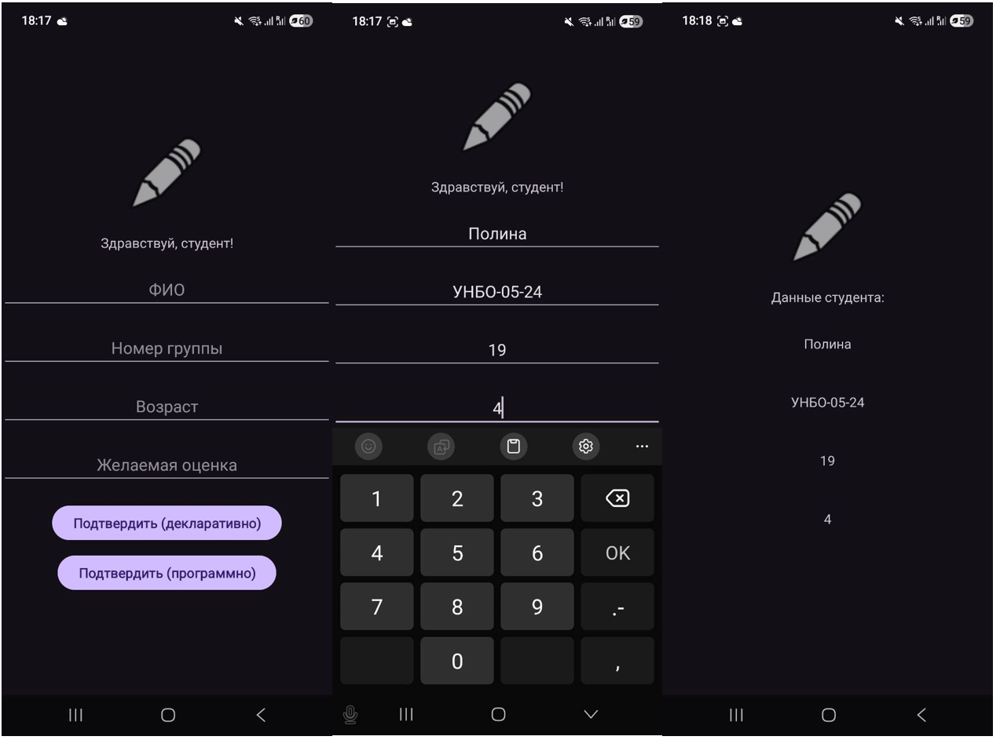 18:17
60
Здравствуй, студент!
ФИО
Номер группы
Возраст
Желаемая оценка
Подтвердить (декларативно)
Подтвердить (программно)
18:17
59
Здравствуй, студент!
Полина
УНБО-05-24
19
4
1 2 3
4 5 6 OK
7 8 9 .-
0 ,
18:18
59
Данные студента:
Полина
УНБО-05-24
19
4